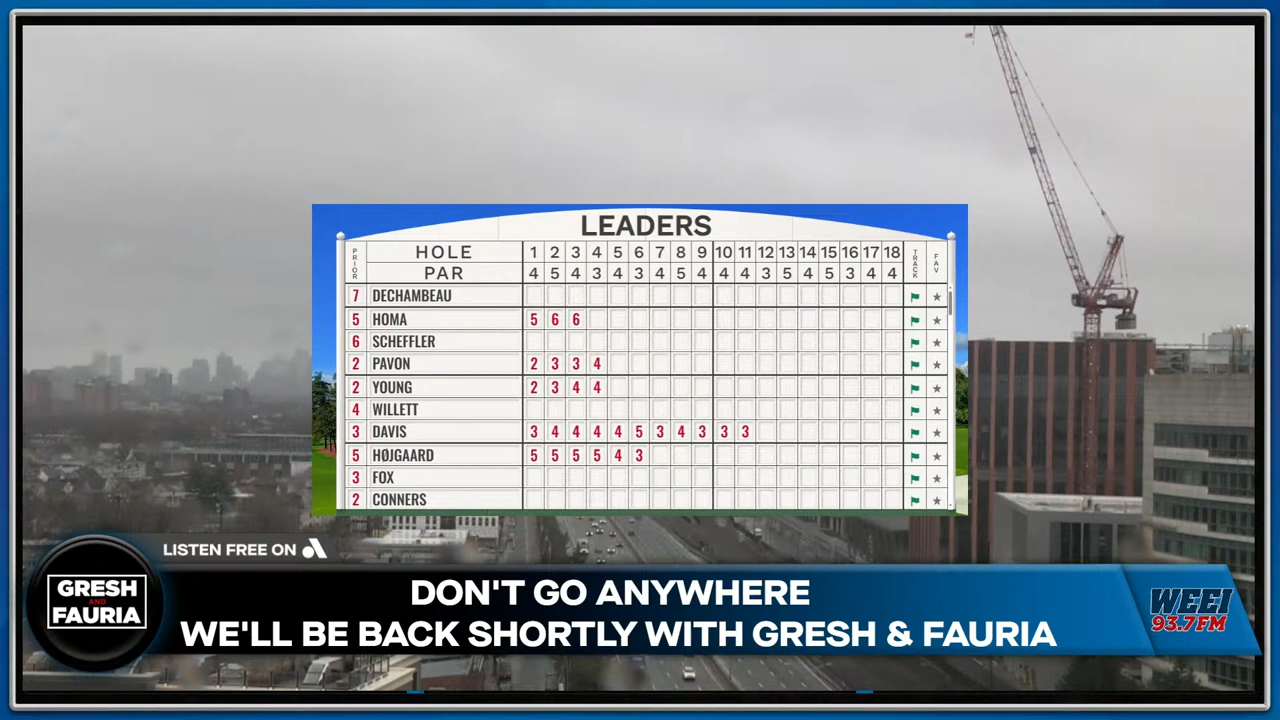 LEADERS
PRIOR HOLE 1 2 3 4 5 6 7 8 9 10 11 12 13 14 15 16 17 18 TRACK FAV
PAR 4 5 4 3 4 3 4 5 4 4 4 3 5 4 5 3 4 4
7 DECHAMBEAU
5 HOMA 5 6 6
6 SCHEFFLER
2 PAVON 2 3 3 4
2 YOUNG 2 3 4 4
4 WILLETT
3 DAVIS 3 4 4 4 4 5 3 4 3 3 3
5 HØJGAARD 5 5 5 5 4 3
3 FOX
2 CONNERS
LISTEN FREE ON
GRESH
AND
FAURIA
DON'T GO ANYWHERE
WE'LL BE BACK SHORTLY WITH GRESH & FAURIA
WEEI
93.7FM